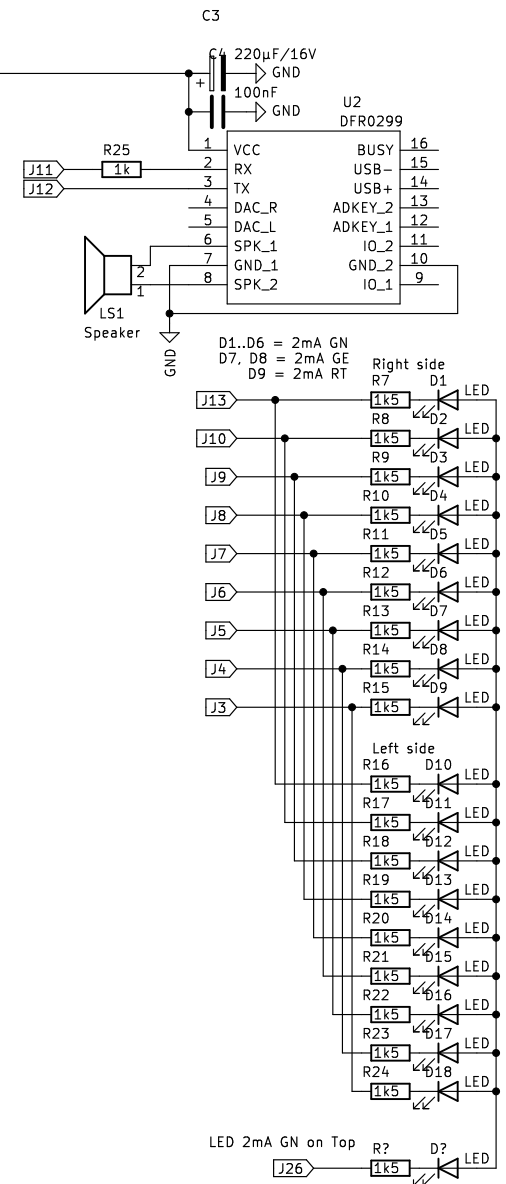 C3
C4 220µF/16V
+ GND
100nF
GND
U2
DFR0299
1 VCC BUSY 16
R25
J11 1k 2 RX USB- 15
J12 3 TX USB+ 14
4 DAC_R ADKEY_2 13
5 DAC_L ADKEY_1 12
6 SPK_1 IO_2 11
2 7 GND_1 GND_2 10
1 8 SPK_2 IO_1 9
LS1
Speaker
GND
D1..D6 = 2mA GN
D7, D8 = 2mA GE
D9 = 2mA RT
Right side
R7 D1 LED
J13 1k5
R8 D2 LED
J10 1k5
R9 D3 LED
J9 1k5
R10 D4 LED
J8 1k5
R11 D5 LED
J7 1k5
R12 D6 LED
J6 1k5
R13 D7 LED
J5 1k5
R14 D8 LED
J4 1k5
R15 D9 LED
J3 1k5
Left side
R16 D10 LED
1k5
R17 D11 LED
1k5
R18 D12 LED
1k5
R19 D13 LED
1k5
R20 D14 LED
1k5
R21 D15 LED
1k5
R22 D16 LED
1k5
R23 D17 LED
1k5
R24 D18 LED
1k5
LED 2mA GN on Top
R? D? LED
J26 1k5